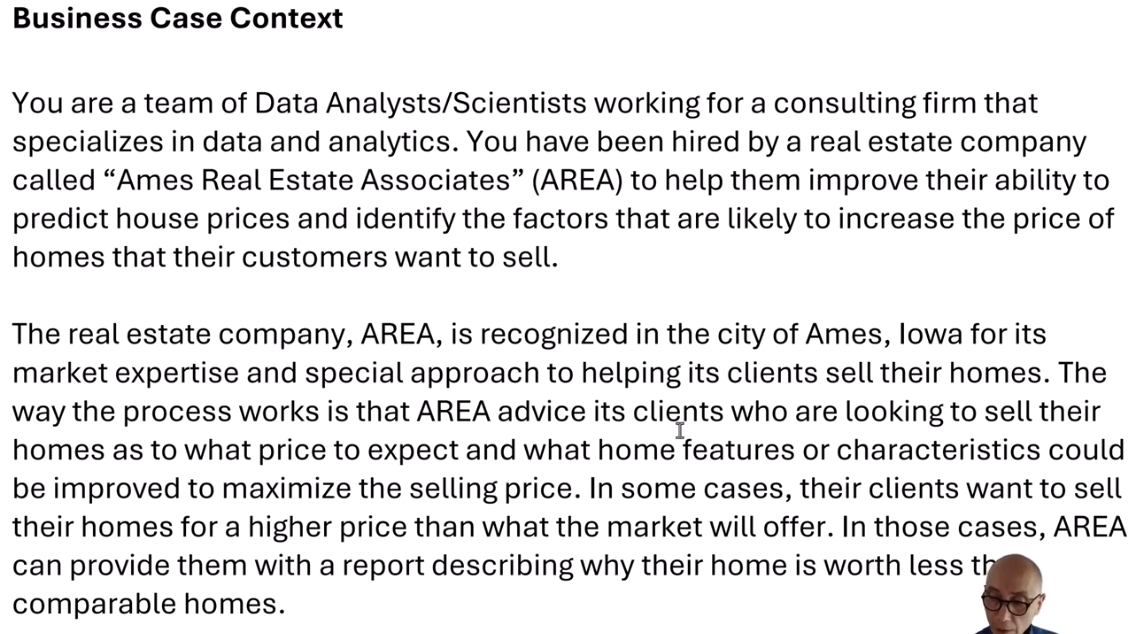 Business Case Context
You are a team of Data Analysts/Scientists working for a consulting firm that
specializes in data and analytics. You have been hired by a real estate company
called “Ames Real Estate Associates” (AREA) to help them improve their ability to
predict house prices and identify the factors that are likely to increase the price of
homes that their customers want to sell.
The real estate company, AREA, is recognized in the city of Ames, Iowa for its
market expertise and special approach to helping its clients sell their homes. The
way the process works is that AREA advice its clients who are looking to sell their
homes as to what price to expect and what home features or characteristics could
be improved to maximize the selling price. In some cases, their clients want to sell
their homes for a higher price than what the market will offer. In those cases, AREA
can provide them with a report describing why their home is worth less
comparable homes.